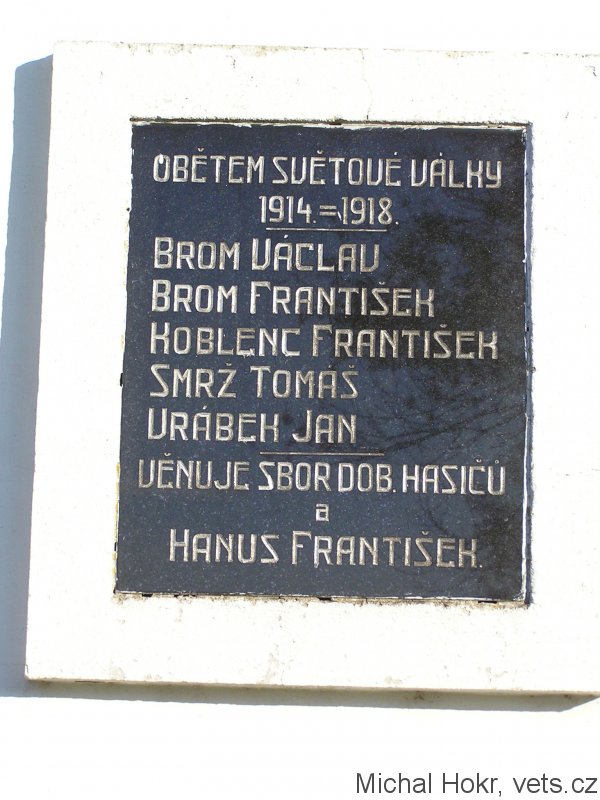 OBĚTEM SVĚTOVÉ VÁLKY
1914.=1918.
BROM VÁCLAV
BROM FRANTIŠEK
KOBLENC FRANTIŠEK
SMRŽ TOMÁŠ
VRÁBEK JAN
VĚNUJE SBOR DOB. HASIČŮ
a
HANUS FRANTIŠEK.
Michal Hokr, vets.cz